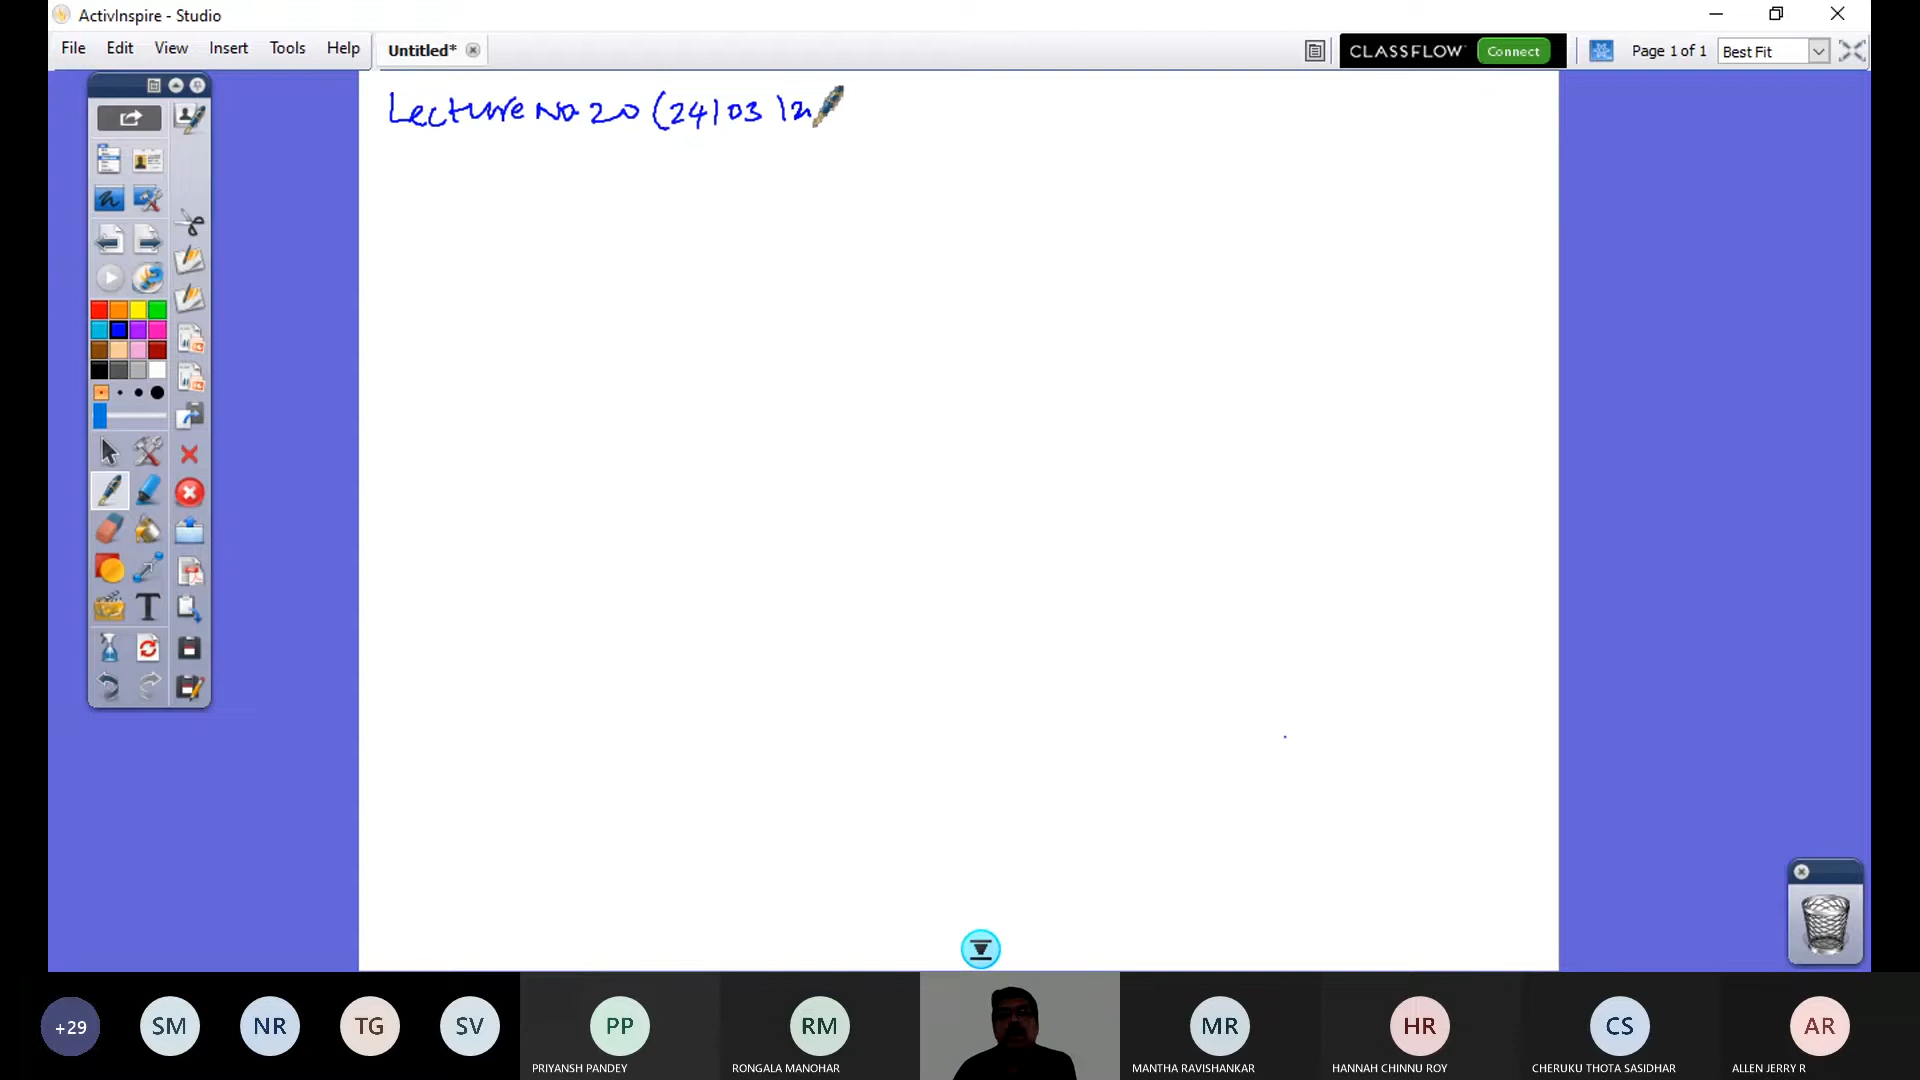 ActivInspire - Studio
File Edit View Insert Tools Help
Untitled*
CLASSFLOW Connect
Page 1 of 1
Best Fit
Lecture No 20 (24/03/2
T
+29
SM
NR
TG
SV
PP
RM
MR
HR
CS
AR
PRIYANSH PANDEY
RONGALA MANOHAR
MANTHA RAVISHANKAR
HANNAH CHINNU ROY
CHERUKU THOTA SASIDHAR
ALLEN JERRY R